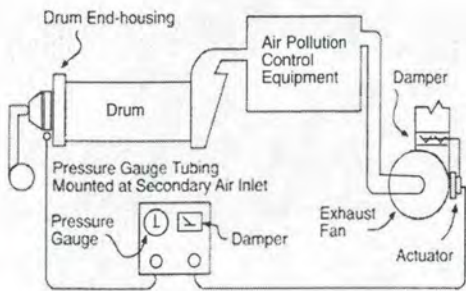 Drum End-housing
Air Pollution
Control
Equipment
Damper
Drum
Pressure Gauge Tubing
Mounted at Secondary Air Inlet
Pressure
Gauge
Damper
Exhaust
Fan
Actuator